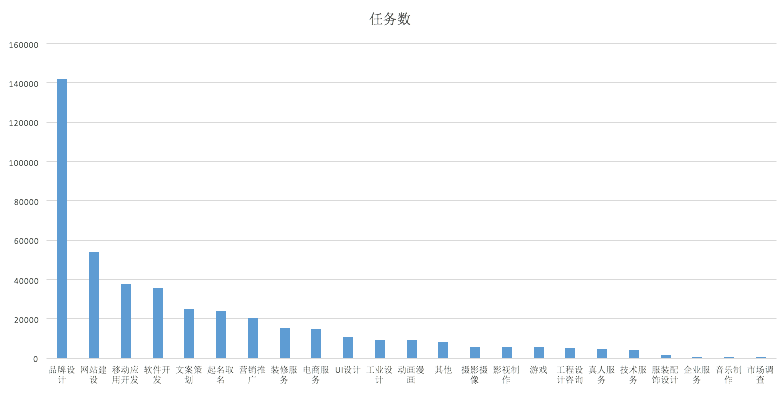 任务数
160000
140000
120000
100000
80000
60000
40000
20000
0
品牌设计
网站建设
移动应用开发
软件开发
文案策划
起名取名
营销推广
装修服务
电商服务
UI设计
工业设计
动画漫画
其他
摄影摄像
影视制作
游戏
工程设计咨询
真人服务
技术服务
服装配饰设计
企业服务
音乐制作
市场调查